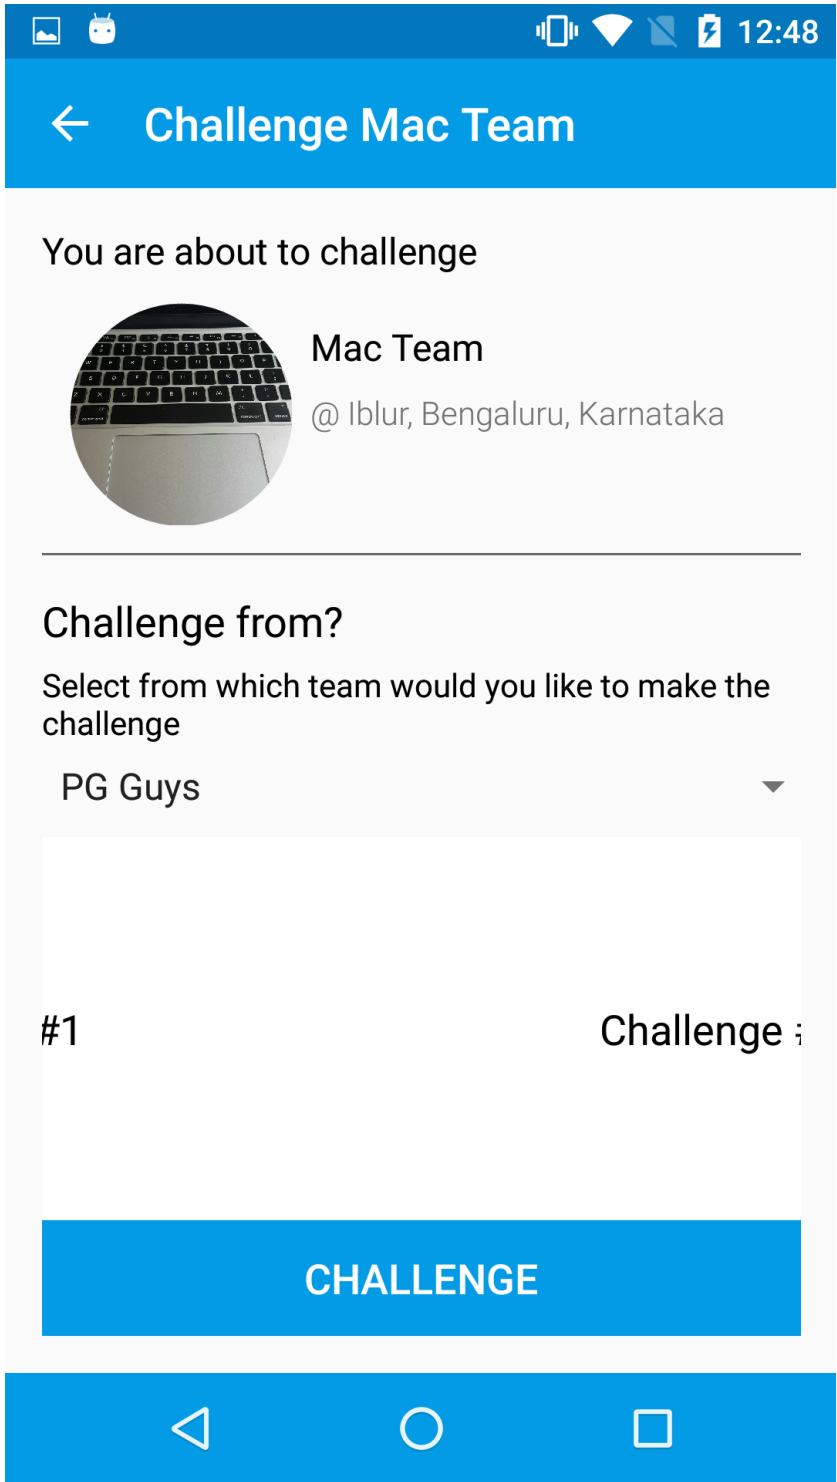 12:48
Challenge Mac Team
You are about to challenge
Mac Team
@ Iblur, Bengaluru, Karnataka
Challenge from?
Select from which team would you like to make the
challenge
PG Guys
#1 Challenge #
CHALLENGE